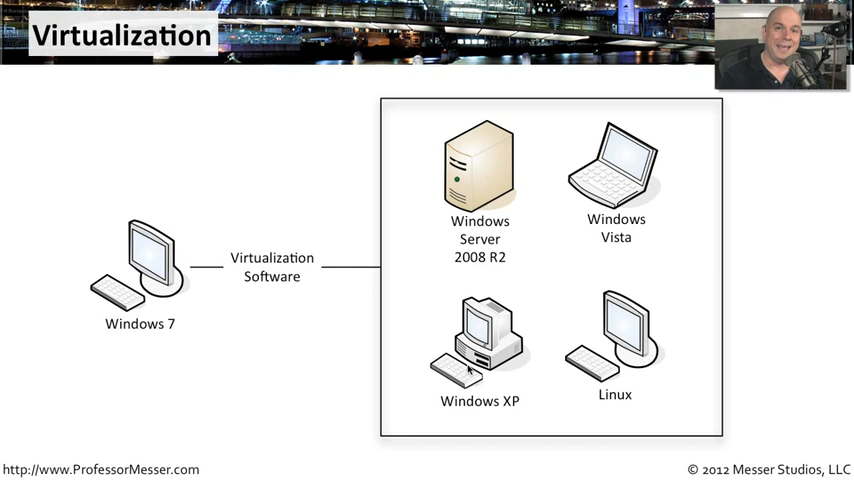 Virtualization
Windows
Server
2008 R2
Windows
Vista
Virtualization
Software
Windows 7
Windows XP
Linux
http://www.ProfessorMesser.com
© 2012 Messer Studios, LLC